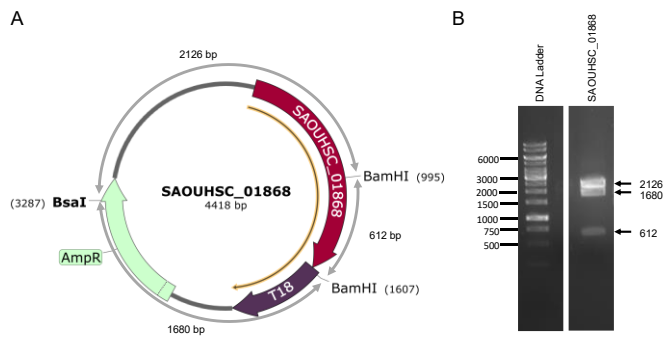 A
2126 bp
SAOUHSC_01868
BamHI (995)
SAOUHSC_01868
4418 bp
(3287) BsaI
612 bp
AmpR
T18
BamHI (1607)
1680 bp
B
DNA Ladder
SAOUHSC_01868
6000
3000
2000
1500
1000
750
500
2126
1680
612